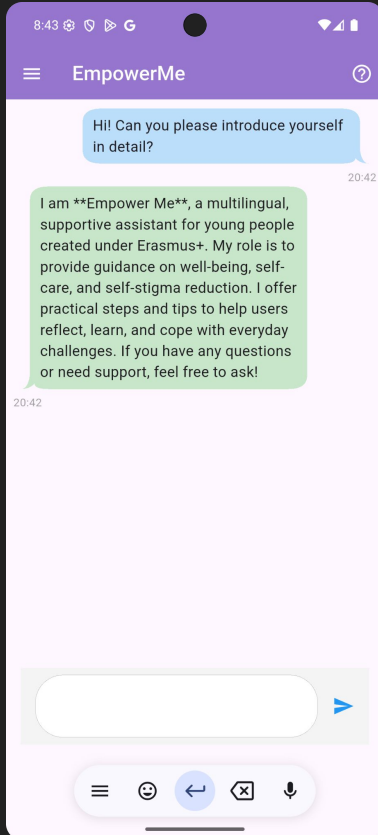 8:43
EmpowerMe
Hi! Can you please introduce yourself
in detail?
20:42
I am **Empower Me**, a multilingual,
supportive assistant for young people
created under Erasmus+. My role is to
provide guidance on well-being, self-
care, and self-stigma reduction. I offer
practical steps and tips to help users
reflect, learn, and cope with everyday
challenges. If you have any questions
or need support, feel free to ask!
20:42